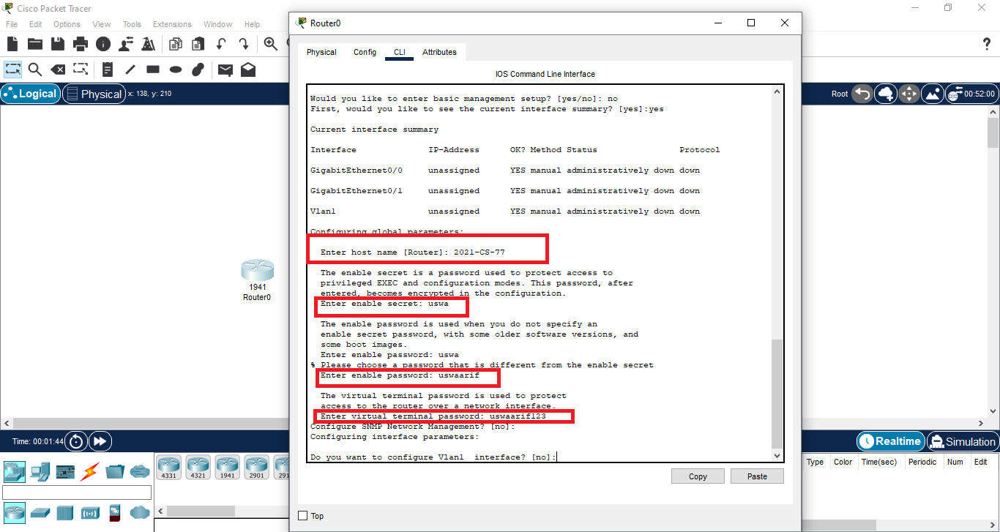 Cisco Packet Tracer
File Edit Options View Tools Extensions Window Help
Logical Physical x: 138, y: 210
Root 00:52:00
1941
Router0
Router0
Physical Config CLI Attributes
IOS Command Line Interface
Would you like to enter basic management setup? [yes/no]: no
First, would you like to see the current interface summary? [yes]:yes
Current interface summary
Interface IP-Address OK? Method Status Protocol
GigabitEthernet0/0 unassigned YES manual administratively down down
GigabitEthernet0/1 unassigned YES manual administratively down down
Vlan1 unassigned YES manual administratively down down
Configuring global parameters:
Enter host name [Router]: 2021-CS-77
The enable secret is a password used to protect access to
privileged EXEC and configuration modes. This password, after
entered, becomes encrypted in the configuration.
Enter enable secret: uswa
The enable password is used when you do not specify an
enable secret password, with some older software versions, and
some boot images.
Enter enable password: uswa
% Please choose a password that is different from the enable secret
Enter enable password: uswaarif
The virtual terminal password is used to protect
access to the router over a network interface.
Enter virtual terminal password: uswaarif123
Configure SNMP Network Management? [no]:
Configuring interface parameters:
Do you want to configure Vlan1 interface? [no]:
Copy Paste
Top
Time: 00:01:44
Realtime Simulation
4331 4321 1941 2901 291
Type Color Time(sec) Periodic Num Edit